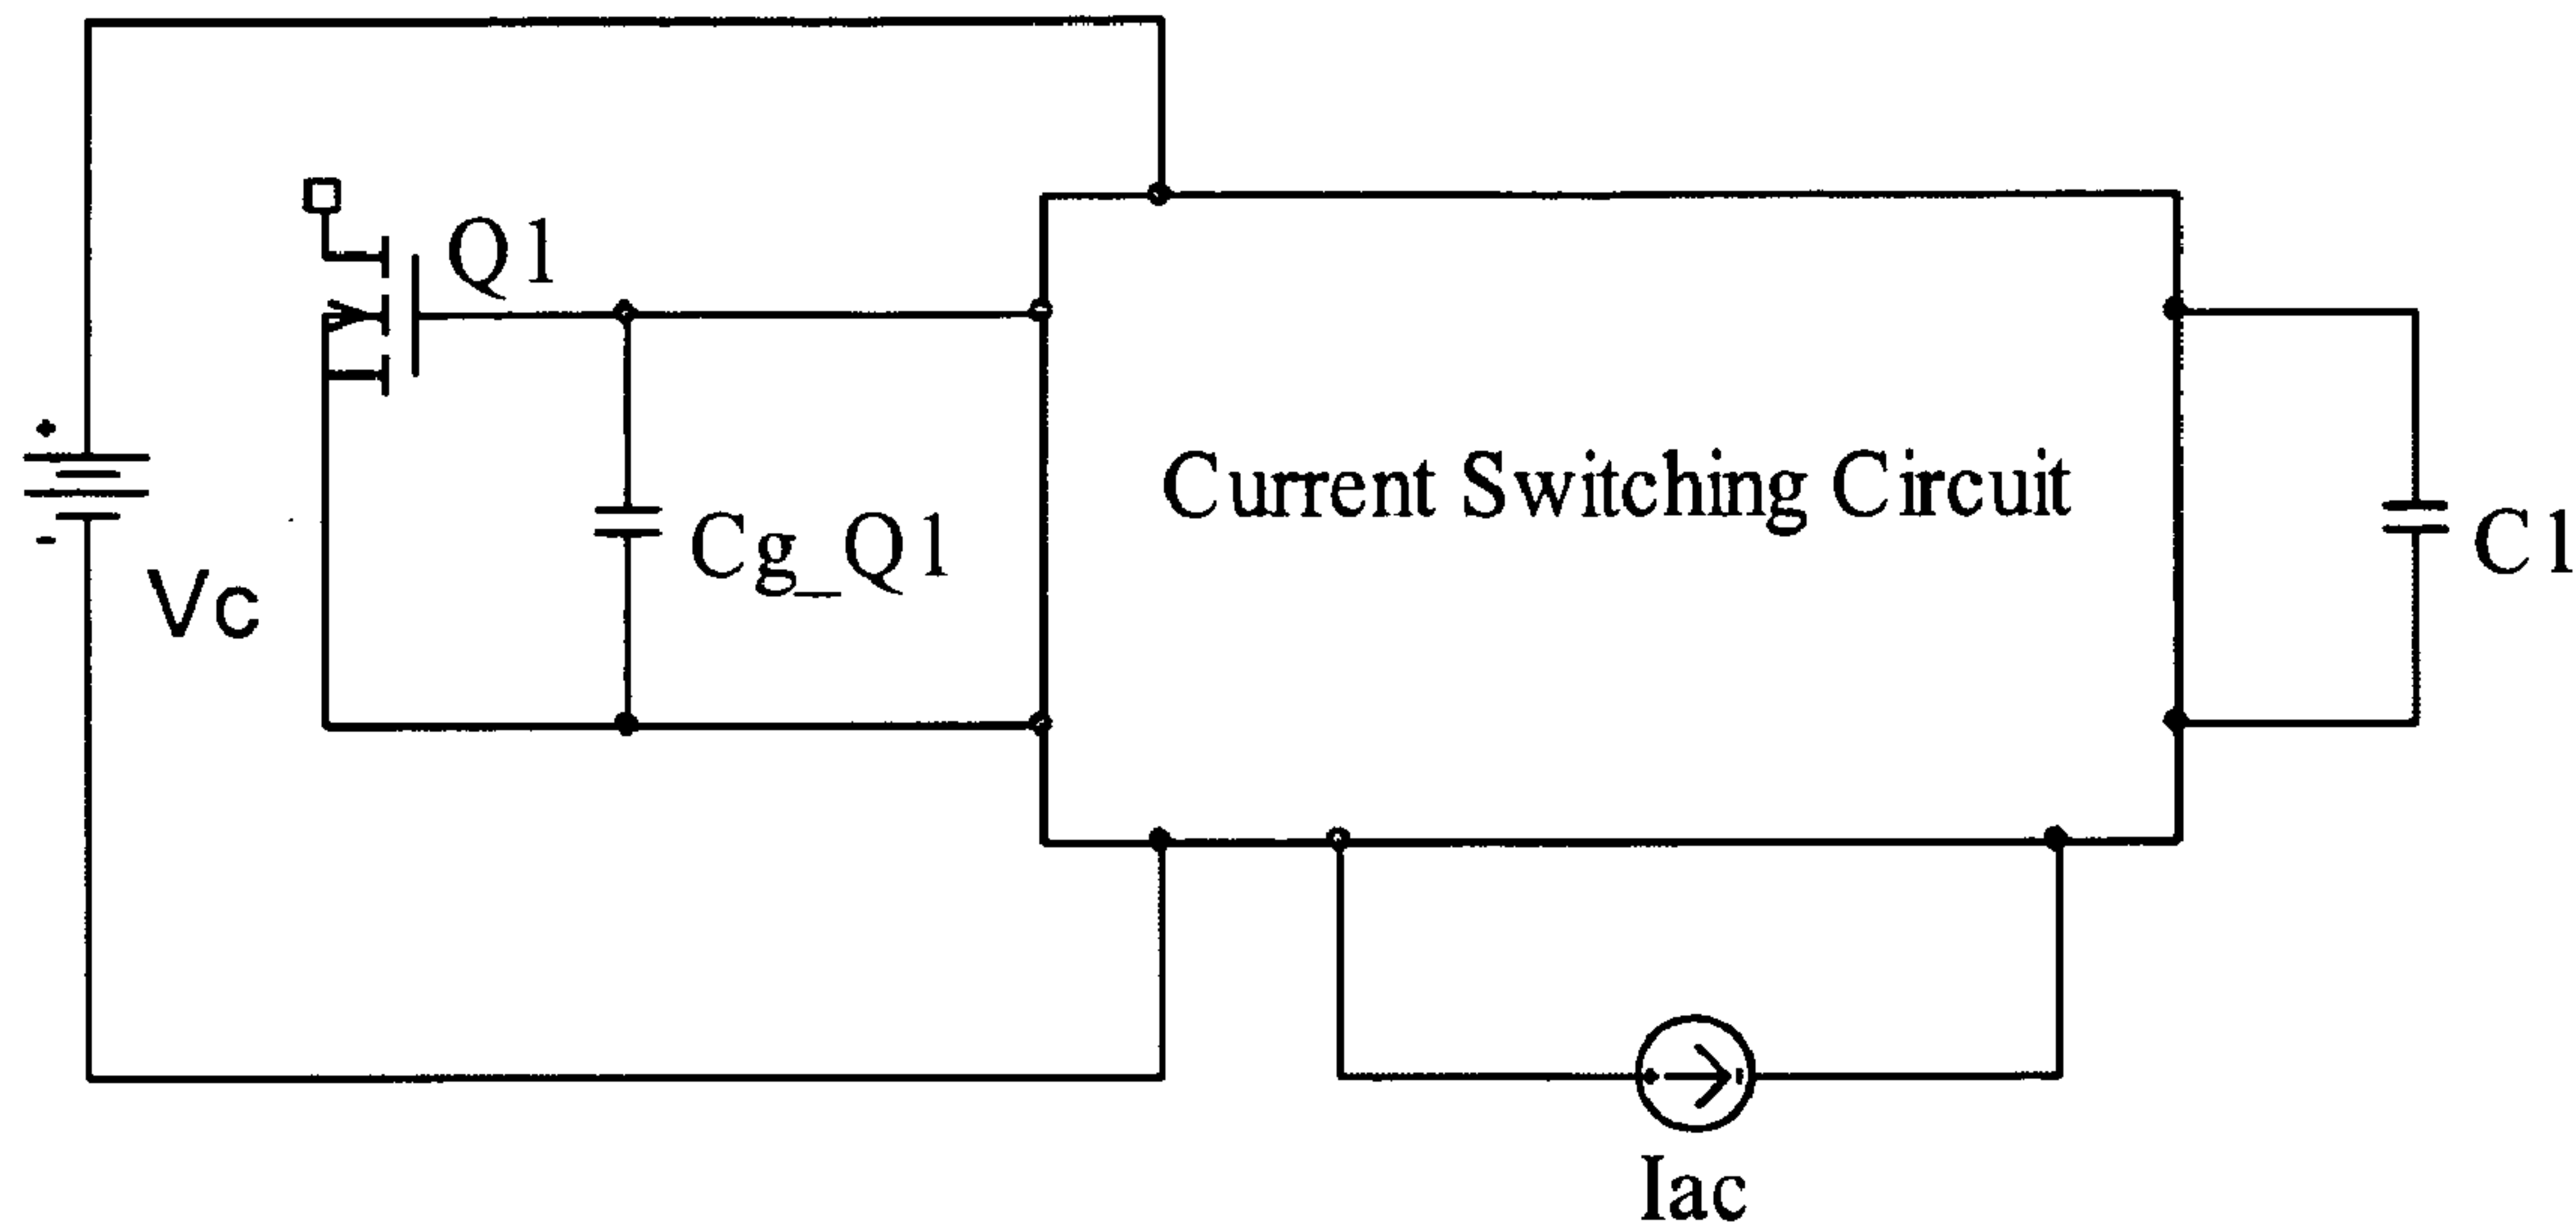 Q1
+
-
Vc
Cg_Q1
Current Switching Circuit
C1
Iac